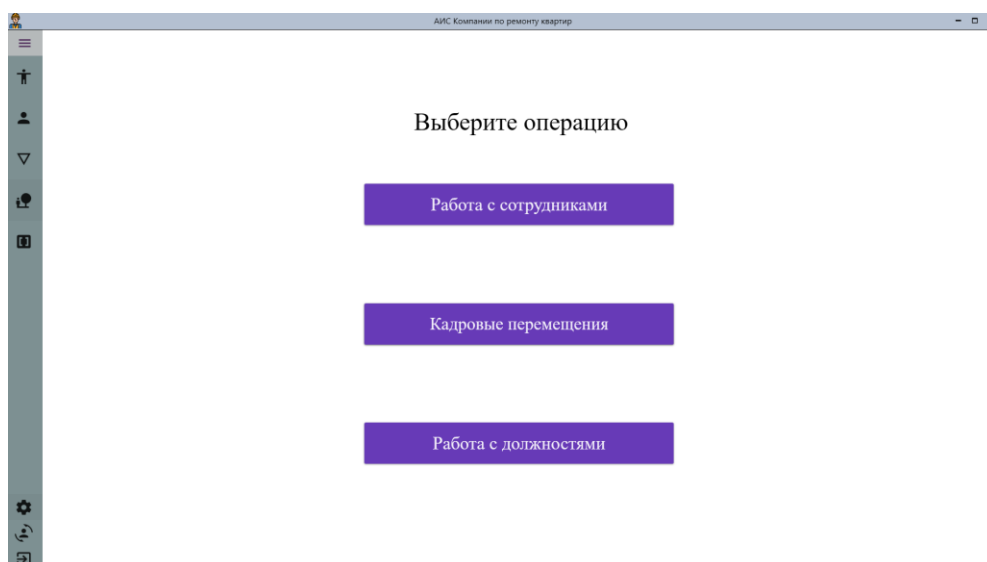 АИС Компании по ремонту квартир
Выберите операцию
Работа с сотрудниками
Кадровые перемещения
Работа с должностями